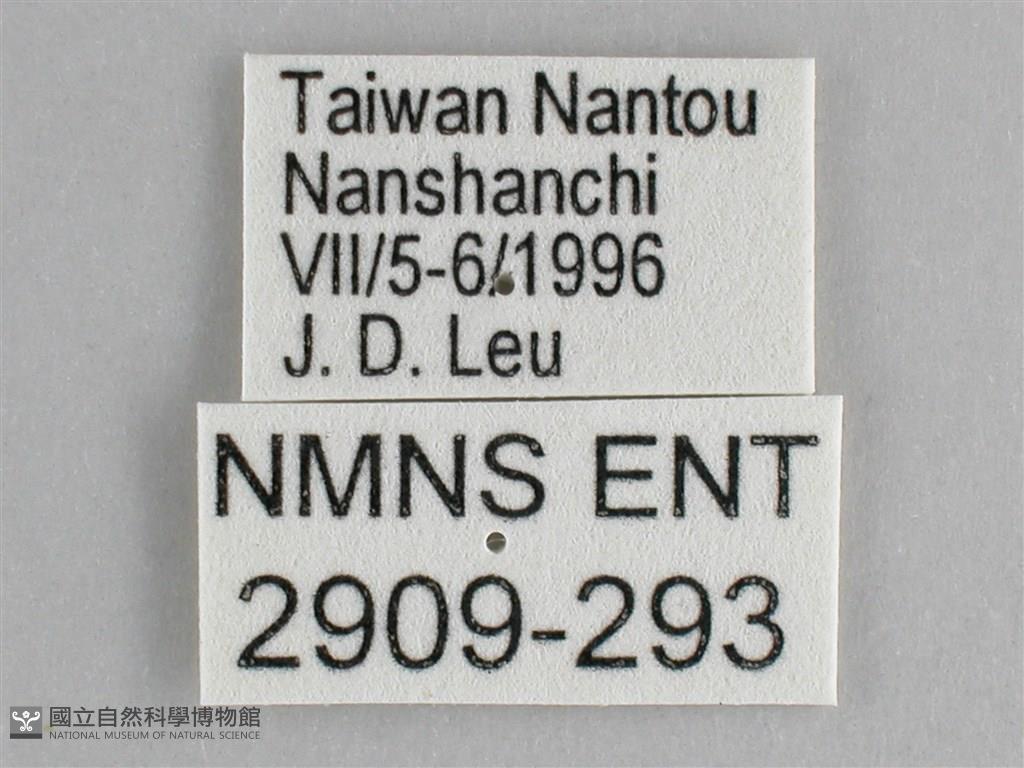 Taiwan Nantou
Nanshanchi
VII/5-6/1996
J. D. Leu
NMNS ENT
2909-293
國立自然科學博物館
NATIONAL MUSEUM OF NATURAL SCIENCE